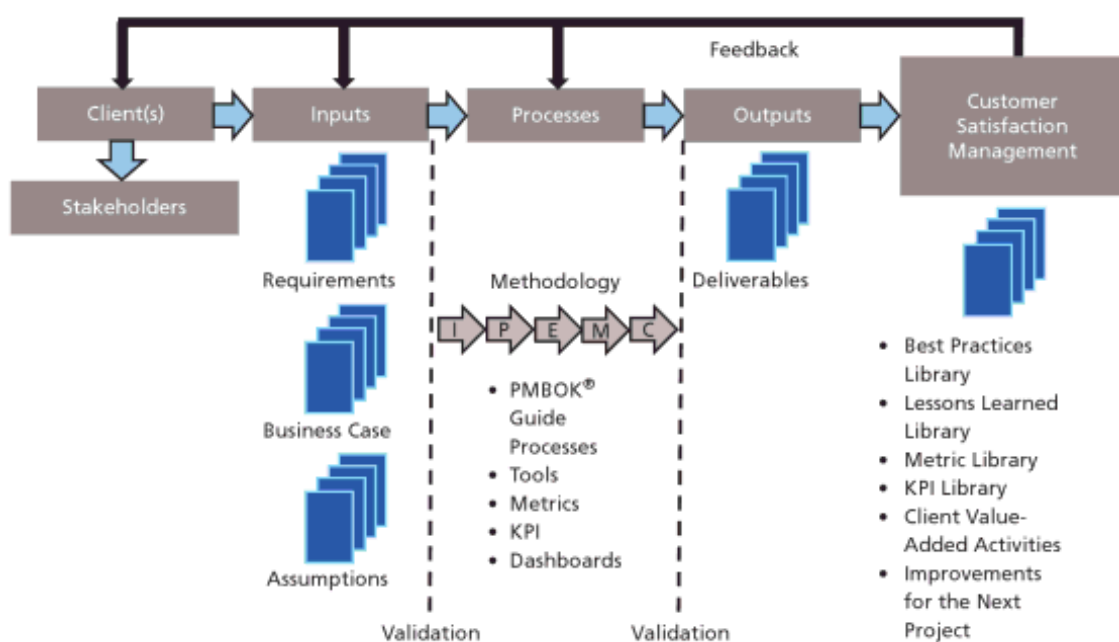 Feedback
Client(s)
Inputs
Processes
Outputs
Customer
Satisfaction
Management
Stakeholders
Requirements
Business Case
Assumptions
Validation
Methodology
I P E M C
• PMBOK® 
Guide
Processes
• Tools
• Metrics
• KPI
• Dashboards
Validation
Deliverables
• Best Practices
Library
• Lessons Learned
Library
• Metric Library
• KPI Library
• Client Value-
Added Activities
• Improvements
for the Next
Project